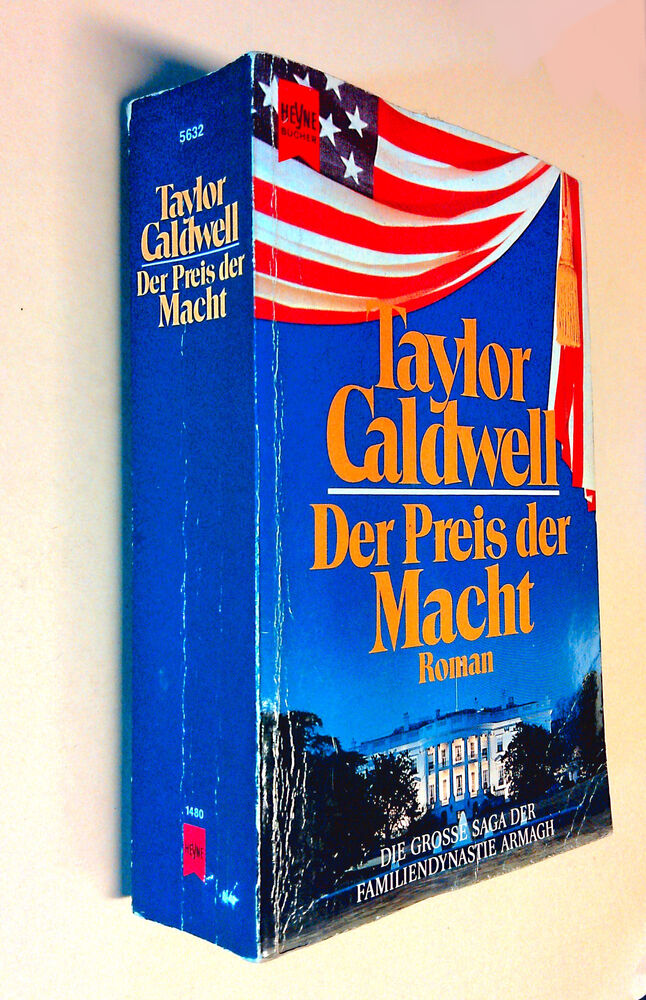 5632
Taylor
Caldwell
Der Preis der
Macht
1480
HEYNE
HEYNE
BÜCHER
Taylor
Caldwell
Der Preis der
Macht
Roman
DIE GROSSE SAGA DER
FAMILIENDYNASTIE ARMAGH